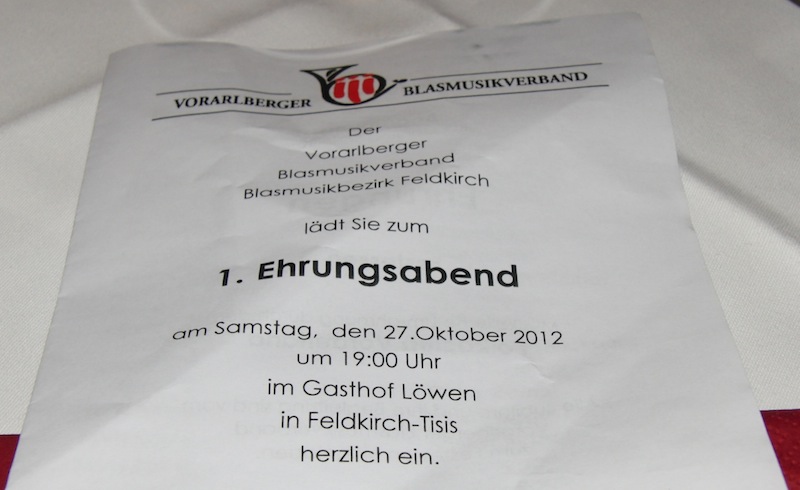 VORARLBERGER BLASMUSIKVERBAND
Der
Vorarlberger
Blasmusikverband
Blasmusikbezirk Feldkirch
lädt Sie zum
1. Ehrungsabend
am Samstag, den 27.Oktober 2012
um 19:00 Uhr
im Gasthof Löwen
in Feldkirch-Tisis
herzlich ein.